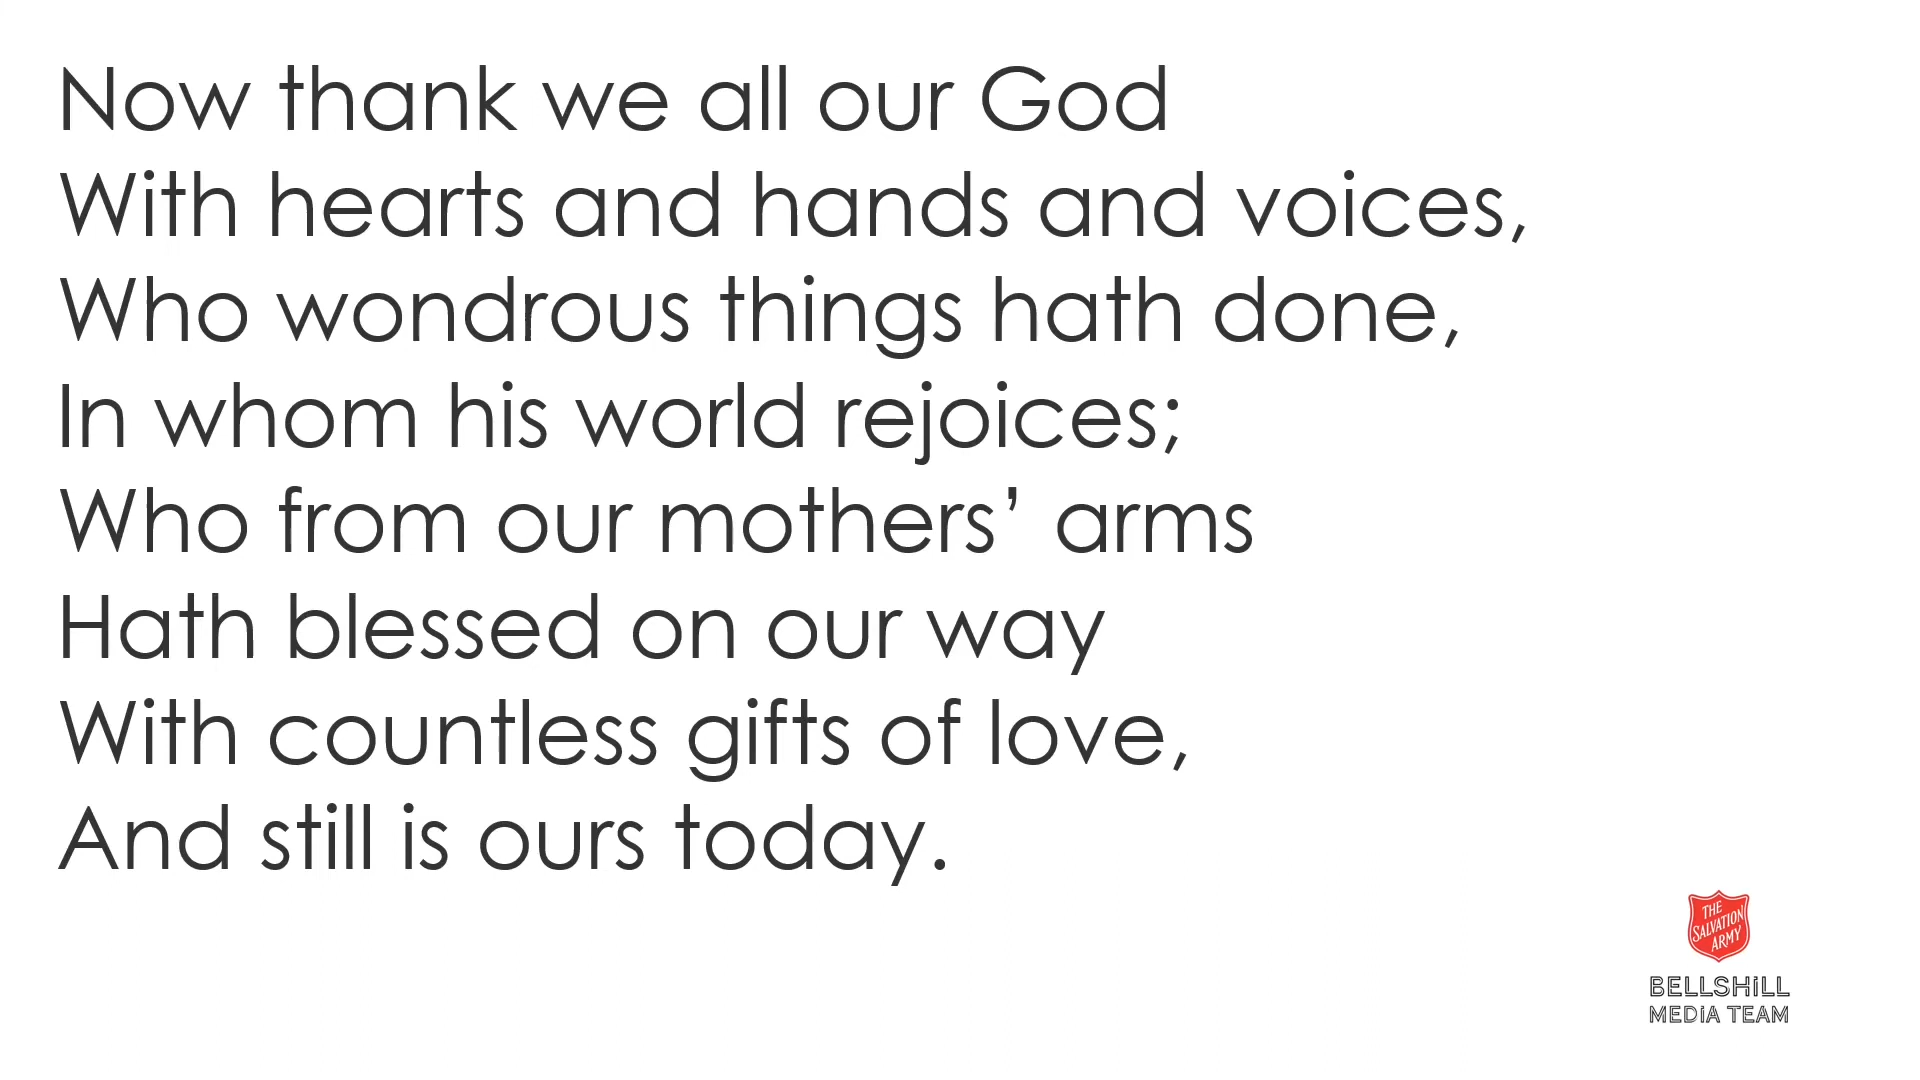 Now thank we all our God
With hearts and hands and voices,
Who wondrous things hath done,
In whom his world rejoices;
Who from our mothers’ arms
Hath blessed on our way
With countless gifts of love,
And still is ours today.
THE
SALVATION
ARMY
BELLSHiLL
MEDiA TEAM